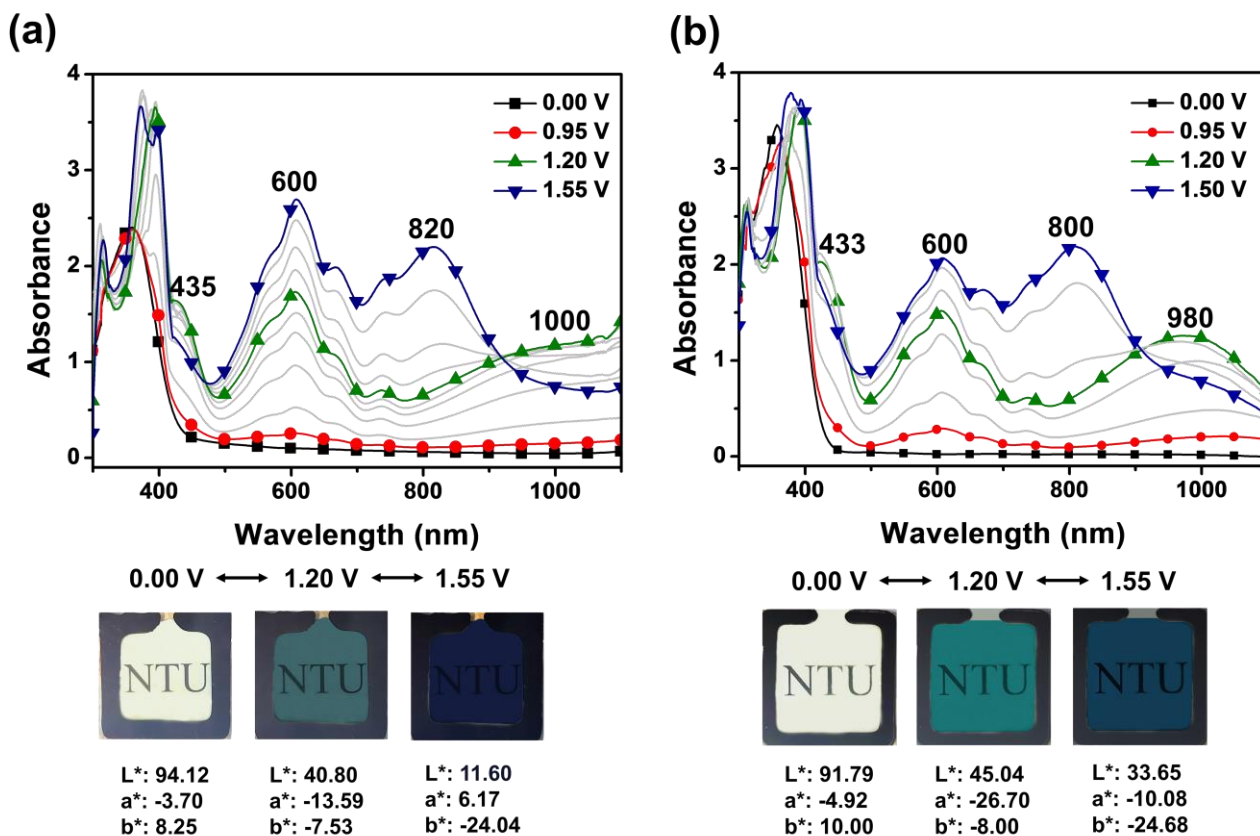 (a)
4
3
2
1
0
Absorbance
400
600
800
1000
Wavelength (nm)
0.00 V
0.95 V
1.20 V
1.55 V
435
600
820
1000
0.00 V ↔ 1.20 V ↔ 1.55 V
NTU NTU NTU
L*: 94.12 L*: 40.80 L*: 11.60
a*: -3.70 a*: -13.59 a*: 6.17
b*: 8.25 b*: -7.53 b*: -24.04
(b)
4
3
2
1
0
Absorbance
400
600
800
1000
Wavelength (nm)
0.00 V
0.95 V
1.20 V
1.50 V
433
600
800
980
0.00 V ↔ 1.20 V ↔ 1.55 V
NTU NTU NTU
L*: 91.79 L*: 45.04 L*: 33.65
a*: -4.92 a*: -26.70 a*: -10.08
b*: 10.00 b*: -8.00 b*: -24.68